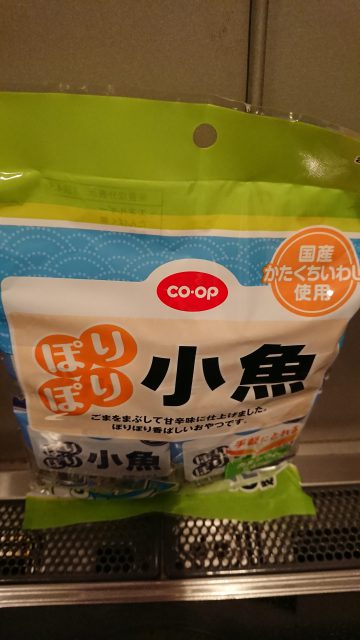 国産
かたくちいわし
使用
CO·OP
ぽり
ぽり
小魚
ごまをまぶして甘辛味に仕上げました。
ぽりぽり香ばしいおやつです。
ぽり
ぽり
小魚
手軽にとれる